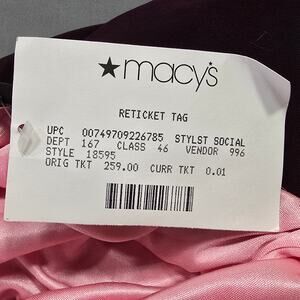 ★macy's
RETICKET TAG
UPC 00749709226785 STYLST SOCIAL
DEPT 167 CLASS 46 VENDOR 996
STYLE 18595
ORIG TKT 259.00 CURR TKT 0.01